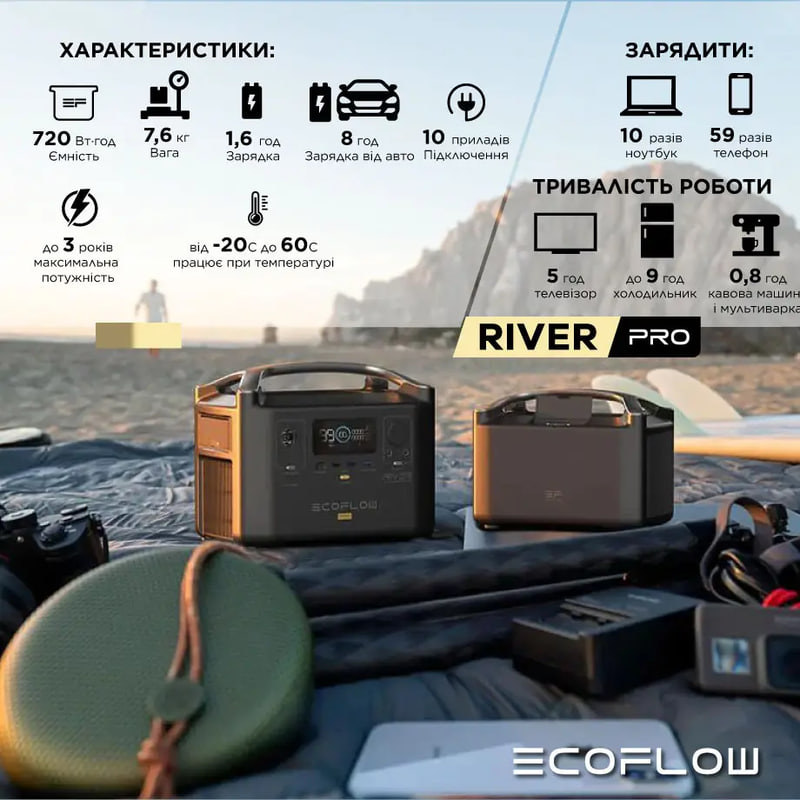 ХАРАКТЕРИСТИКИ:
EF
720 Вт·год
Ємність
7,6 кг
Вага
1,6 год
Зарядка
8 год
Зарядка від авто
10 приладів
Підключення
до 3 років
максимальна
потужність
від -20С до 60С
працює при температурі
ЗАРЯДИТИ:
10 разів
ноутбук
59 разів
телефон
ТРИВАЛІСТЬ РОБОТИ
5 год
телевізор
до 9 год
холодильник
0,8 год
кавова машин
і мультиварка
RIVER PRO
39
ECOFLOW
EF
ECOFLOW